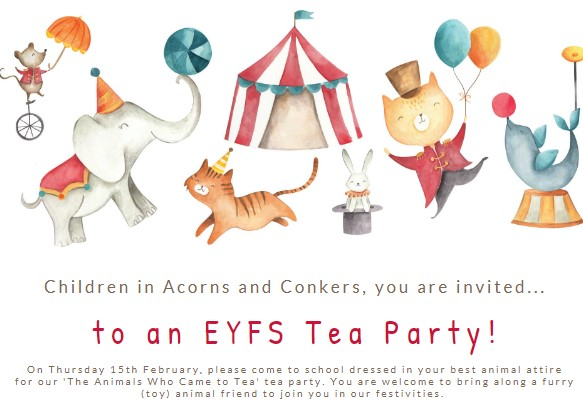 Children in Acorns and Conkers, you are invited...
to an EYFS Tea Party!
On Thursday 15th February, please come to school dressed in your best animal attire
for our 'The Animals Who Came to Tea' tea party. You are welcome to bring along a furry
(toy) animal friend to join you in our festivities.